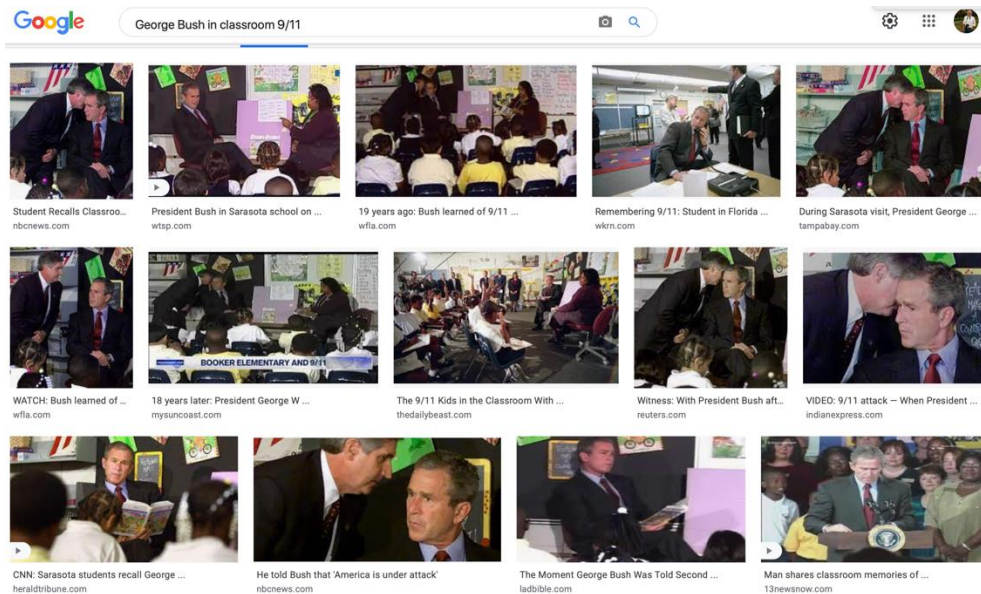 Google
George Bush in classroom 9/11
Student Recalls Classroo...
nbcnews.com
President Bush in Sarasota school on ...
wtsp.com
19 years ago: Bush learned of 9/11 ...
wfla.com
Remembering 9/11: Student in Florida ...
wkrn.com
During Sarasota visit, President George ...
tampabay.com
BOOKER ELEMENTARY AND 9/11
WATCH: Bush learned of ...
wfla.com
18 years later: President George W ...
mysuncoast.com
The 9/11 Kids in the Classroom With ...
thedailybeast.com
Witness: With President Bush aft...
reuters.com
VIDEO: 9/11 attack — When President ...
indianexpress.com
CNN: Sarasota students recall George ...
heraldtribune.com
He told Bush that 'America is under attack'
nbcnews.com
The Moment George Bush Was Told Second ...
ladbible.com
Man shares classroom memories of ...
13newsnow.com